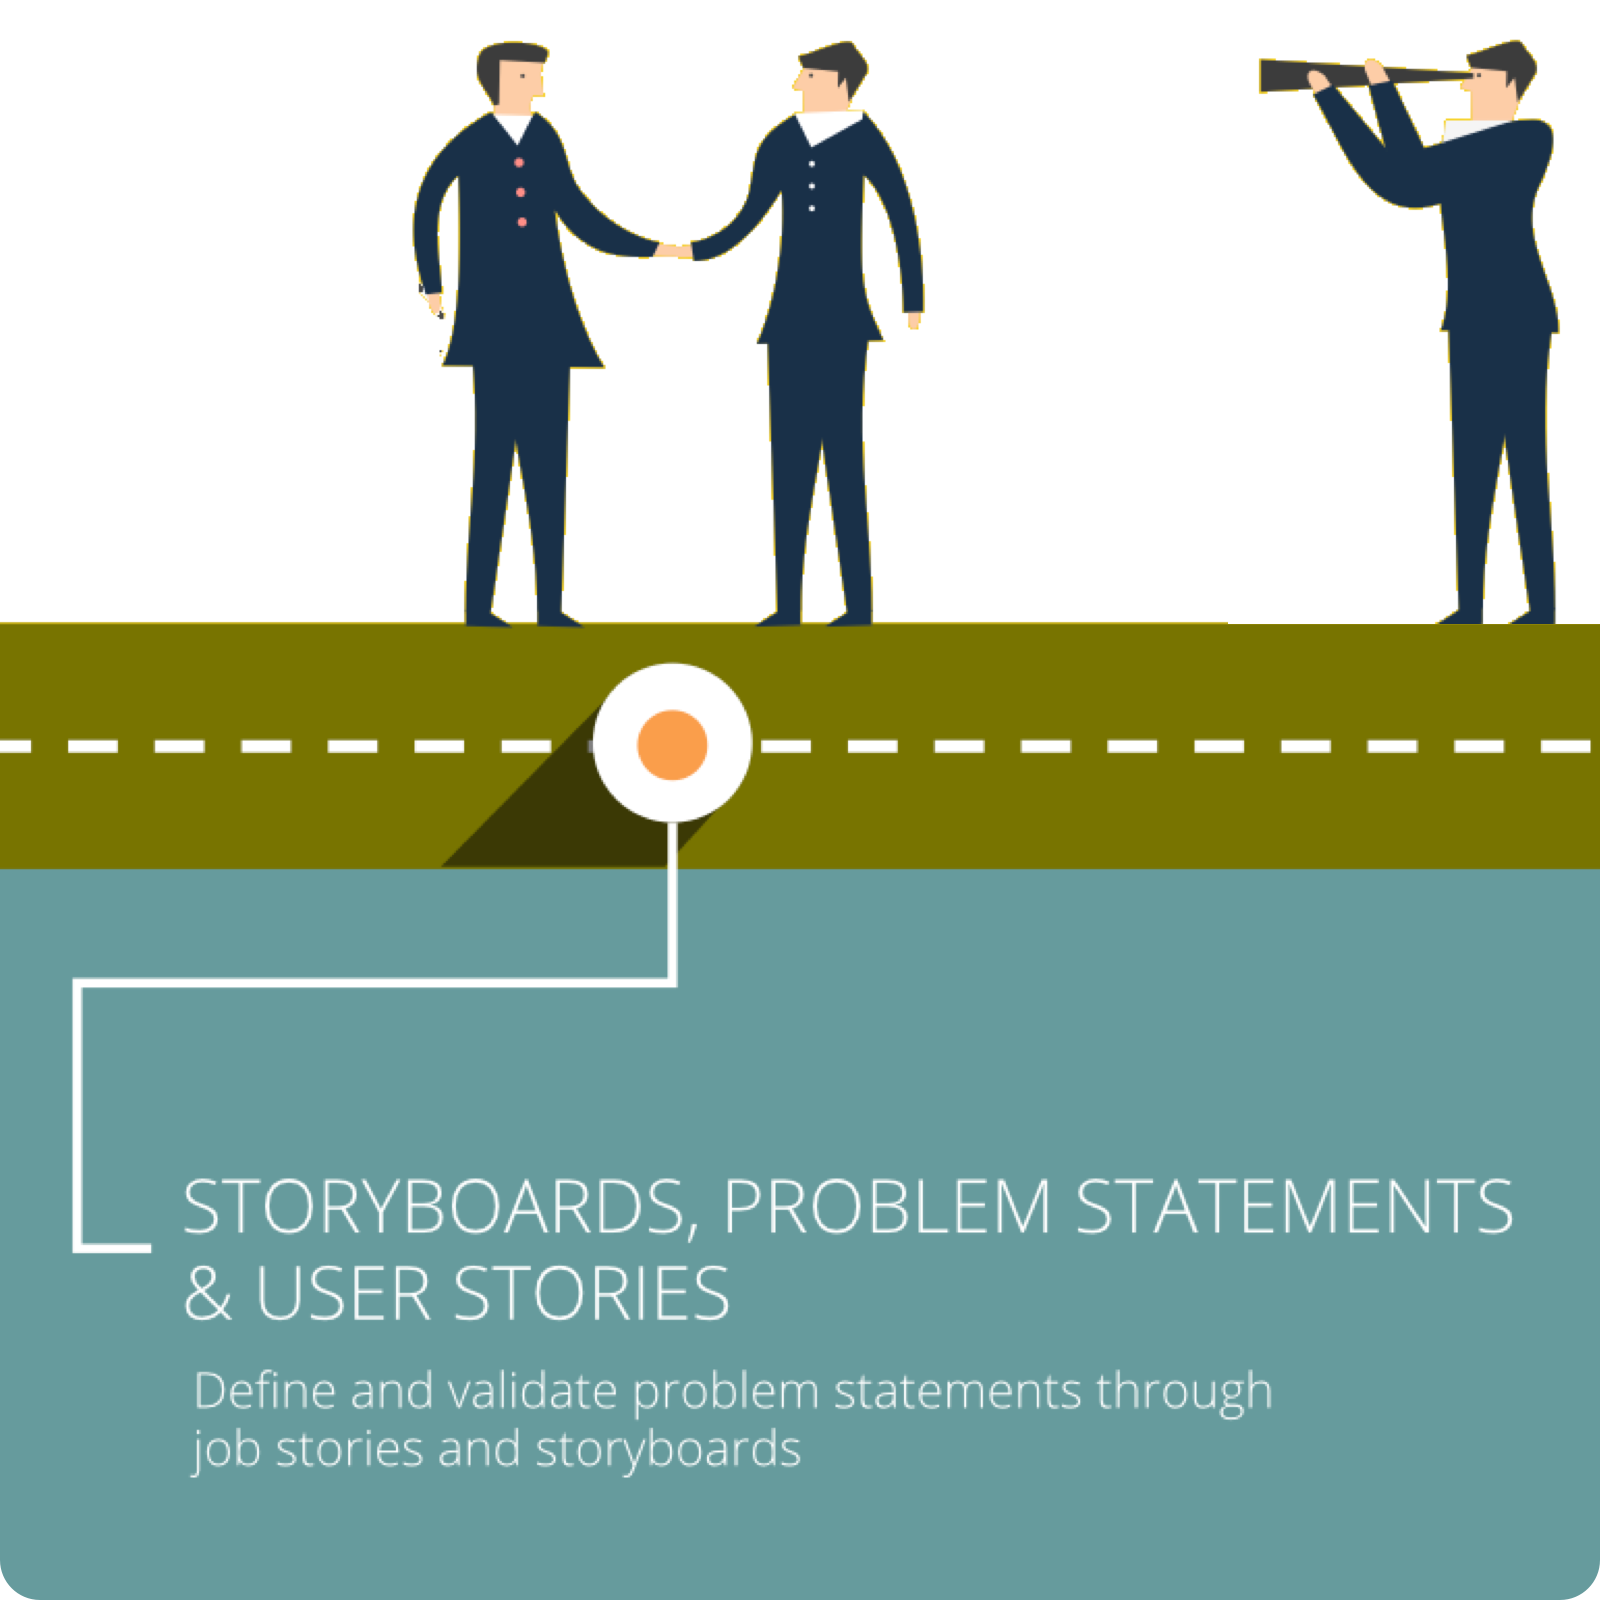 STORYBOARDS, PROBLEM STATEMENTS
& USER STORIES
Define and validate problem statements through
job stories and storyboards